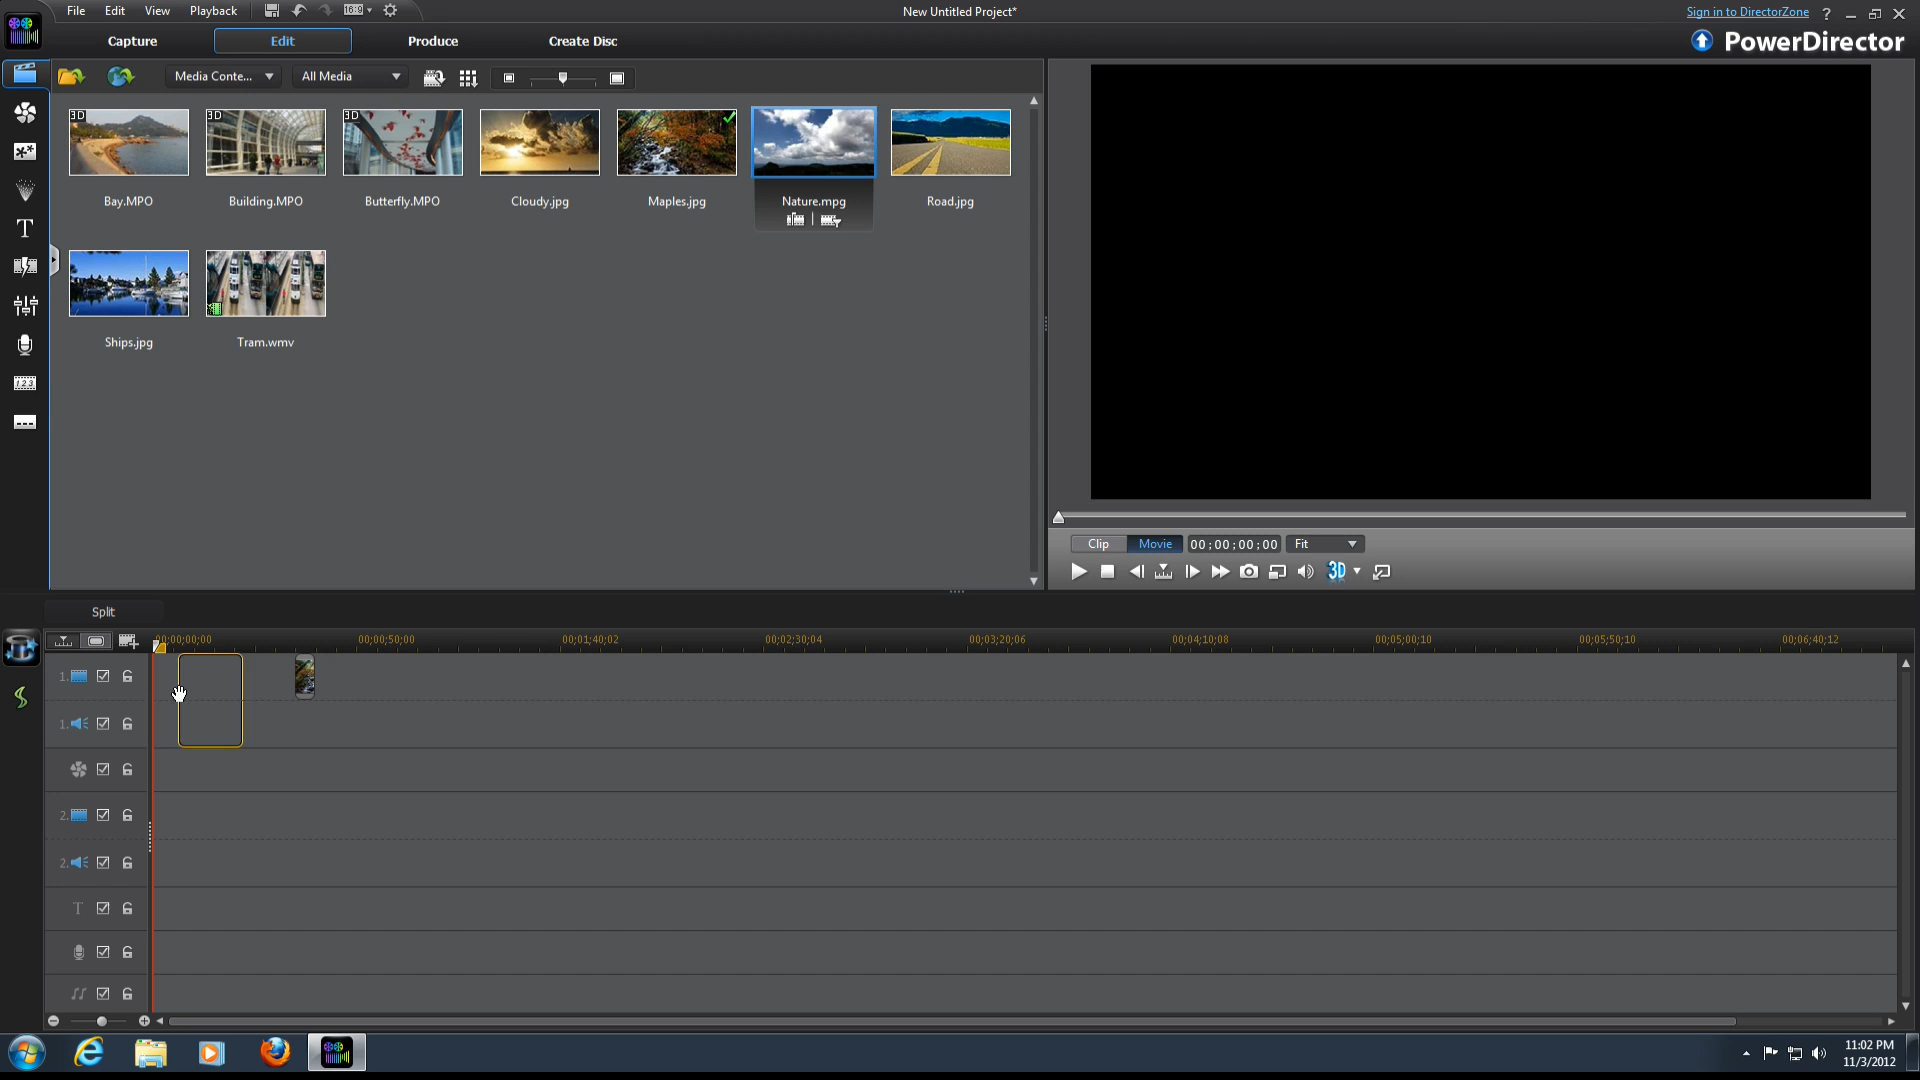 File Edit View Playback 16:9 New Untitled Project* Sign in to DirectorZone ?
Capture Edit Produce Create Disc PowerDirector
Media Conte... All Media
3D 3D 3D
Bay.MPO Building.MPO Butterfly.MPO Cloudy.jpg Maples.jpg Nature.mpg Road.jpg
T
Ships.jpg Tram.wmv
1 2 3
Clip Movie 00;00;00;00 Fit
3D
Split
00;00;00;00 00;00;50;00 00;01;40;02 00;02;30;04 00;03;20;06 00;04;10;08 00;05;00;10 00;05;50;10 00;06;40;12
1.
1.
2.
2.
T
11:02 PM
11/3/2012